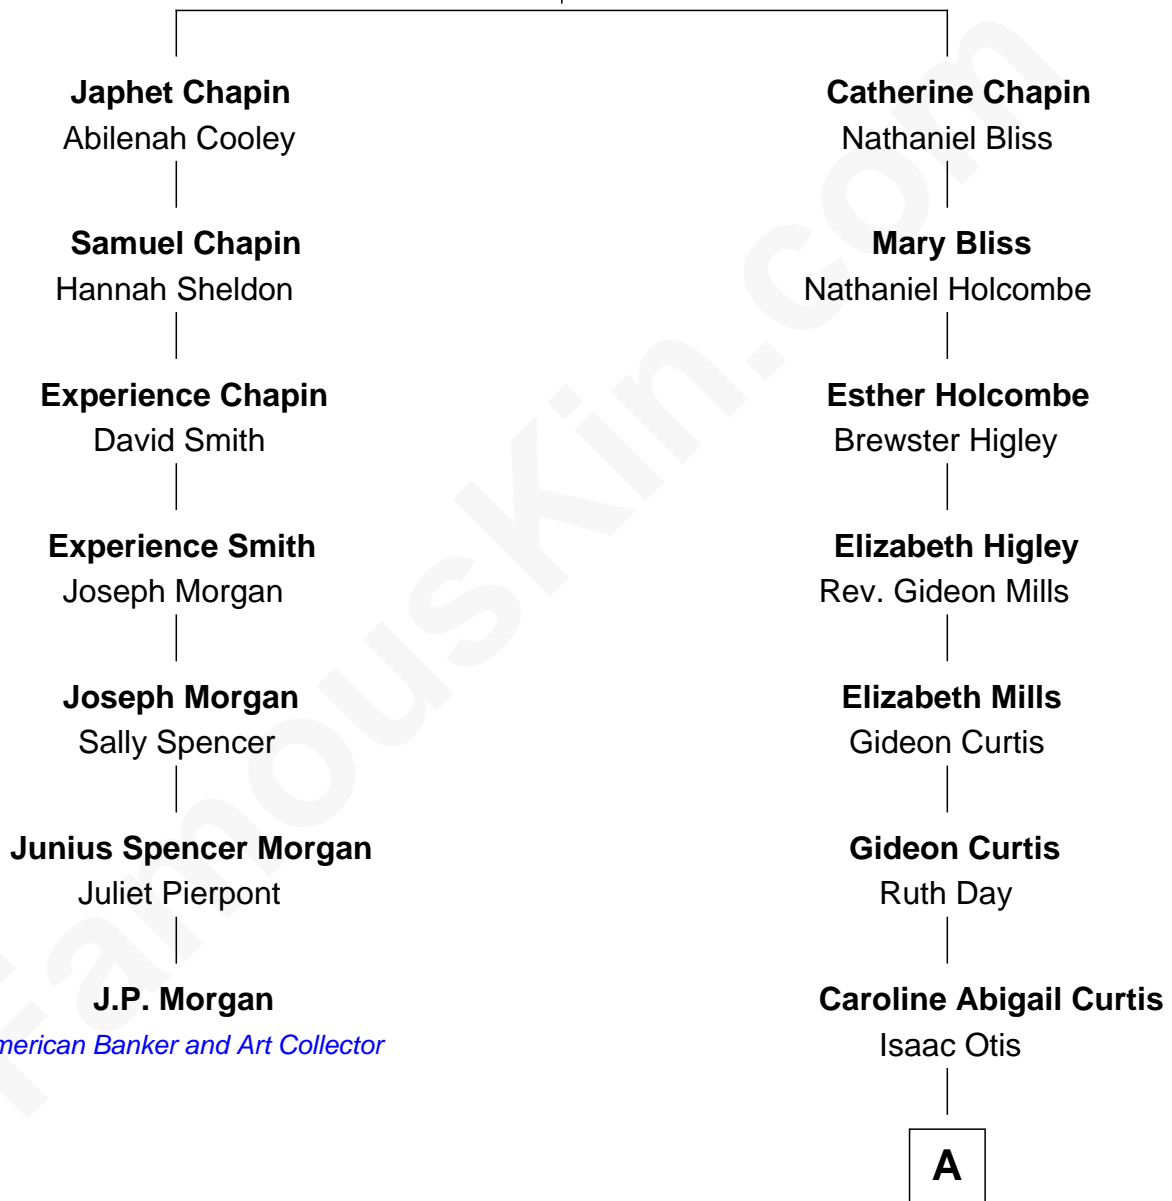 Japhet Chapin
Abilenah Cooley
Samuel Chapin
Hannah Sheldon
Experience Chapin
David Smith
Experience Smith
Joseph Morgan
Joseph Morgan
Sally Spencer
Junius Spencer Morgan
Juliet Pierpont
J.P. Morgan
merican Banker and Art Collector
Catherine Chapin
Nathaniel Bliss
Mary Bliss
Nathaniel Holcombe
Esther Holcombe
Brewster Higley
Elizabeth Higley
Rev. Gideon Mills
Elizabeth Mills
Gideon Curtis
Gideon Curtis
Ruth Day
Caroline Abigail Curtis
Isaac Otis
A
FamousKin.com